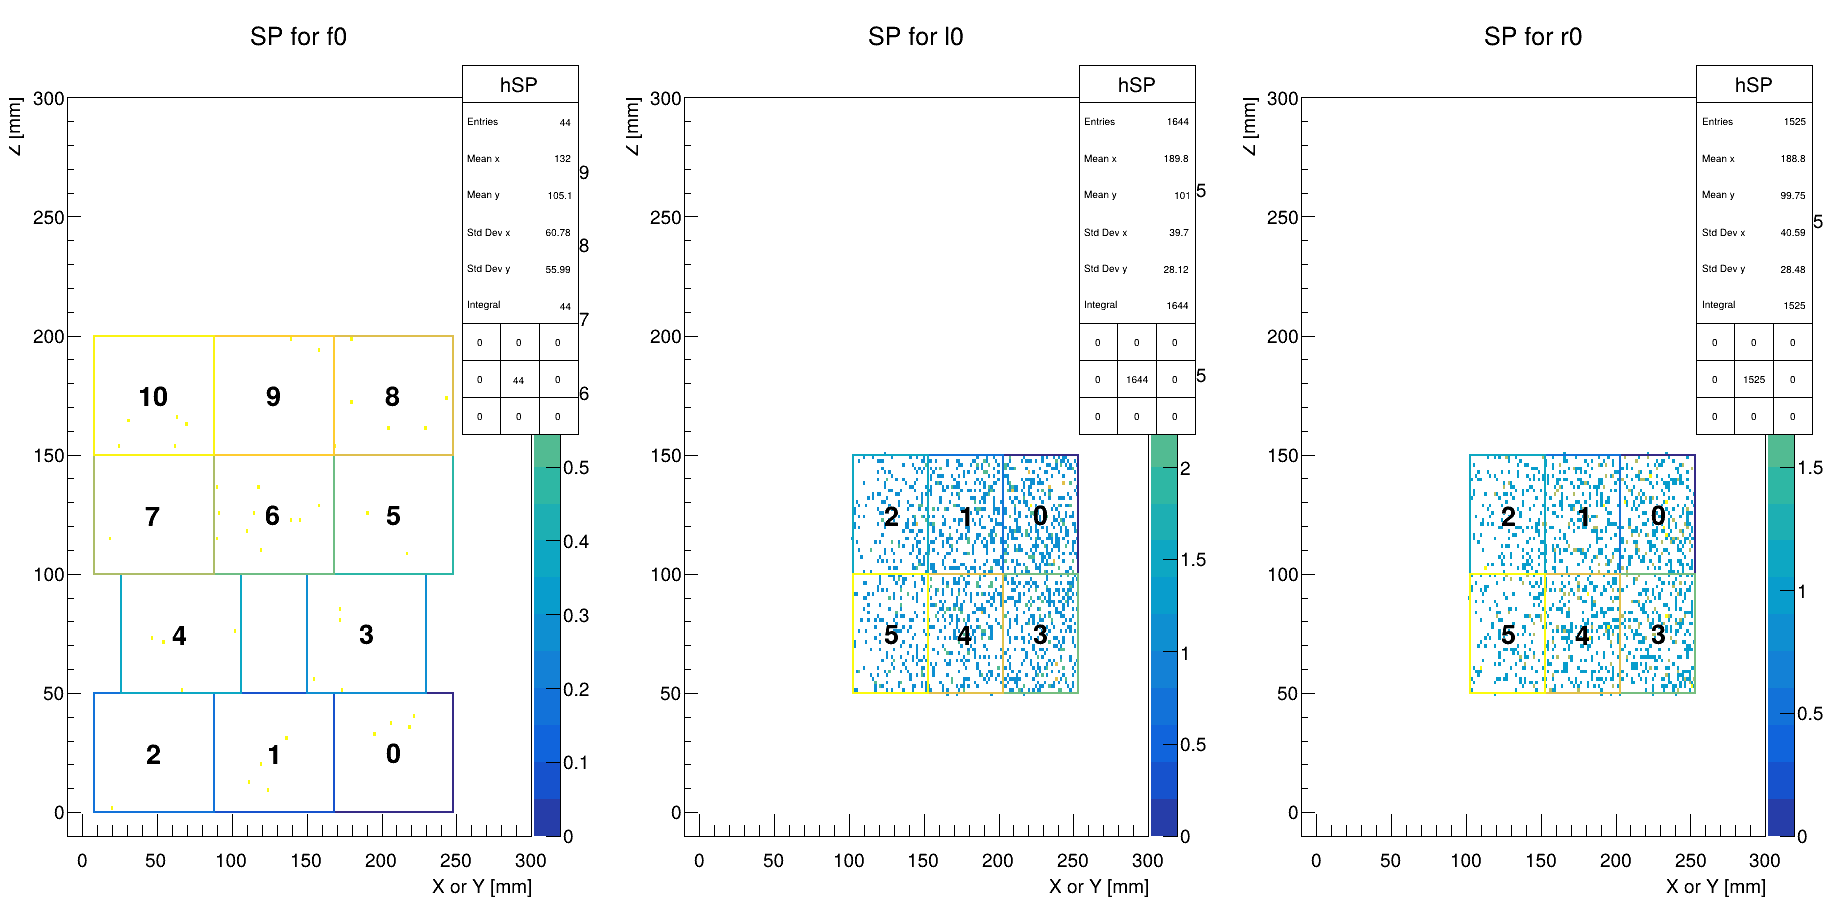 SP for f0
hSP
Entries 44
Mean x 132
Mean y 105.1
Std Dev x 60.78
Std Dev y 55.99
Integral 44
0 0 0
0 44 0
0 0 0
Z [mm]
300
250
200
150
100
50
0
10 9 8
7 6 5
4 3
2 1 0
0 50 100 150 200 250 300
X or Y [mm]
9
8
7
6
0.5
0.4
0.3
0.2
0.1
0
SP for l0
hSP
Entries 1644
Mean x 189.8
Mean y 101
Std Dev x 39.7
Std Dev y 28.12
Integral 1644
0 0 0
0 1644 0
0 0 0
Z [mm]
300
250
200
150
100
50
0
2 1 0
5 4 3
0 50 100 150 200 250 300
X or Y [mm]
5
5
2
1.5
1
0.5
0
SP for r0
hSP
Entries 1525
Mean x 188.8
Mean y 99.75
Std Dev x 40.59
Std Dev y 28.48
Integral 1525
0 0 0
0 1525 0
0 0 0
Z [mm]
300
250
200
150
100
50
0
2 1 0
5 4 3
0 50 100 150 200 250 300
X or Y [mm]
5
1.5
1
0.5
0